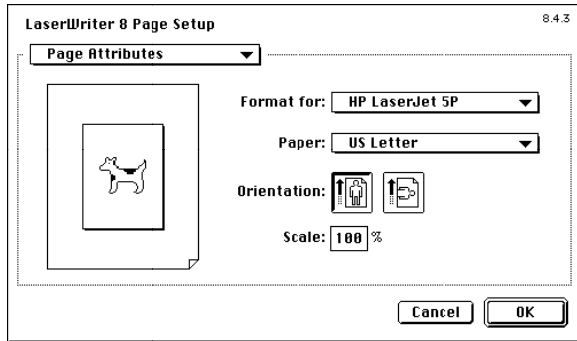 LaserWriter 8 Page Setup
8.4.3
Page Attributes
Format for: HP LaserJet 5P
Paper: US Letter
Orientation:
Scale: 100 %
Cancel OK